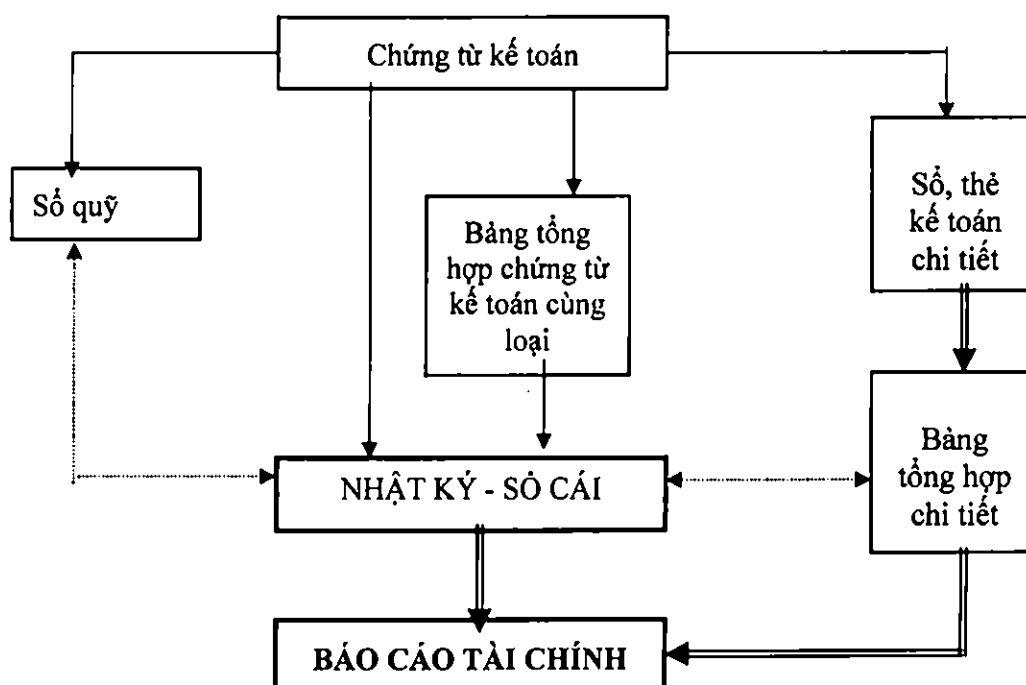 Chứng từ kế toán
Sổ quỹ
Bảng tổng
hợp chứng từ
kế toán cùng
loại
Sổ, thẻ
kế toán
chi tiết
NHẬT KÝ - SỔ CÁI
Bảng
tổng hợp
chi tiết
BÁO CÁO TÀI CHÍNH